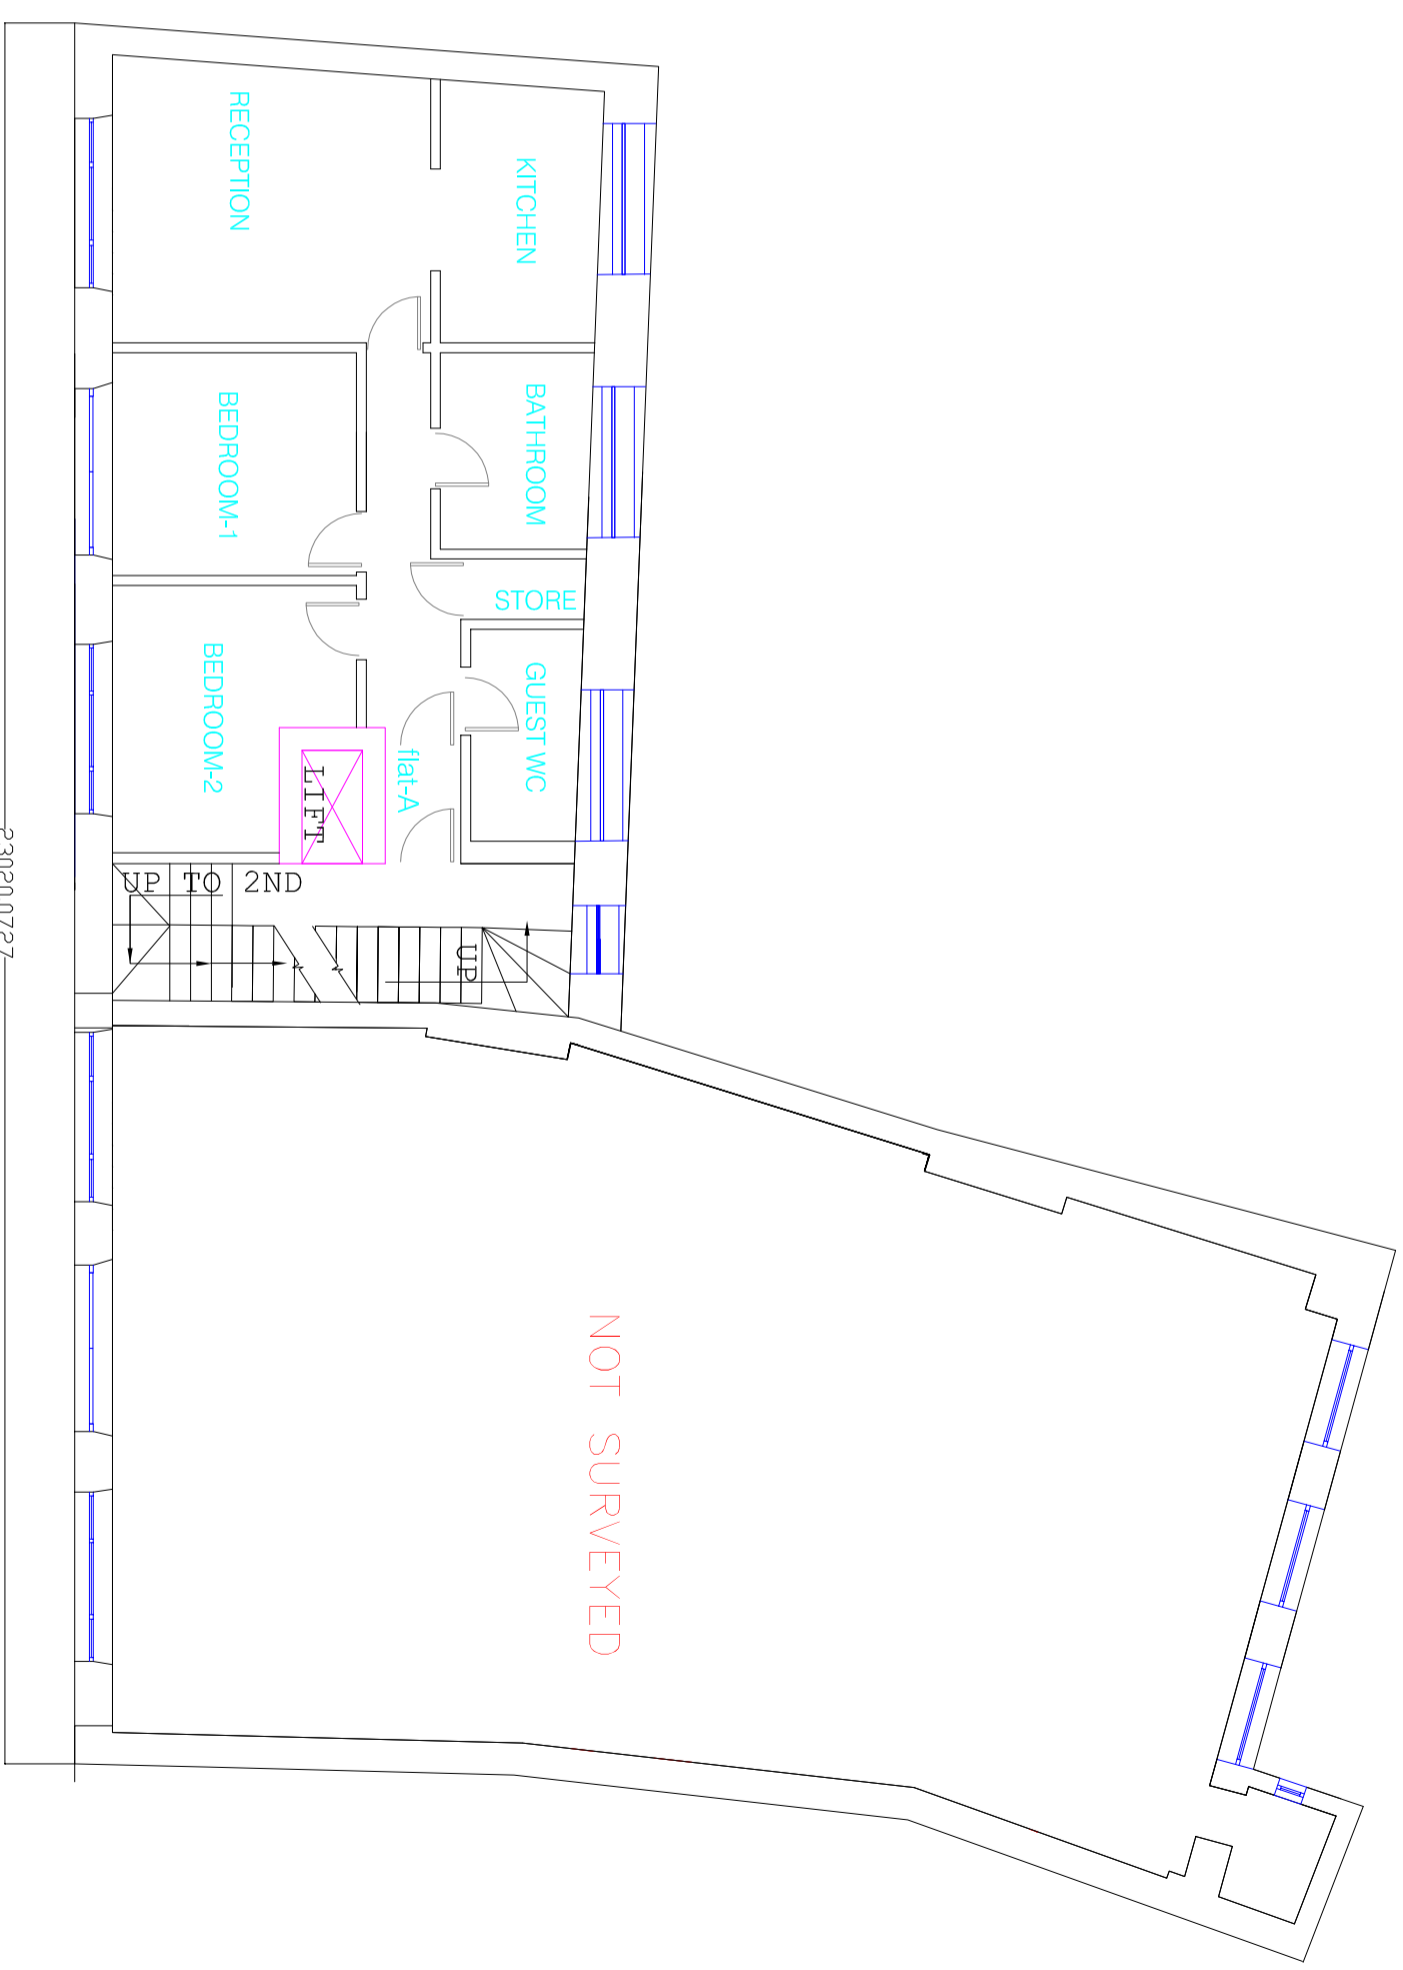 RECEPTION
KITCHEN
BEDROOM-1
BATHROOM
STORE
BEDROOM-2
GUEST WC
flat-A
LIFT
UP TO 2ND
UP
NOT SURVEYED